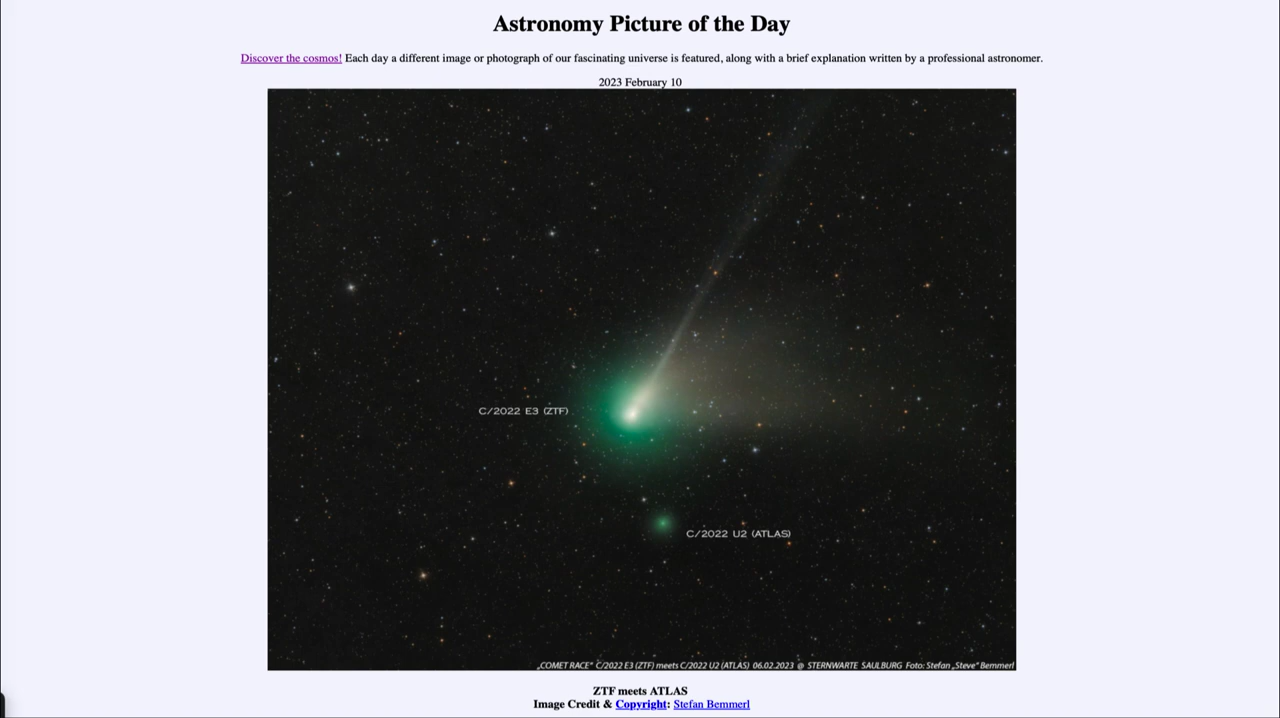 Astronomy Picture of the Day
Discover the cosmos! Each day a different image or photograph of our fascinating universe is featured, along with a brief explanation written by a professional astronomer.
2023 February 10
C/2022 E3 (ZTF)
C/2022 U2 (ATLAS)
„COMET RACE“ C/2022 E3 (ZTF) meets C/2022 U2 (ATLAS) 06.02.2023 @ STERNWARTE SAULBURG Foto: Stefan „Steve“ Bemmerl
ZTF meets ATLAS
Image Credit & Copyright: Stefan Bemmerl